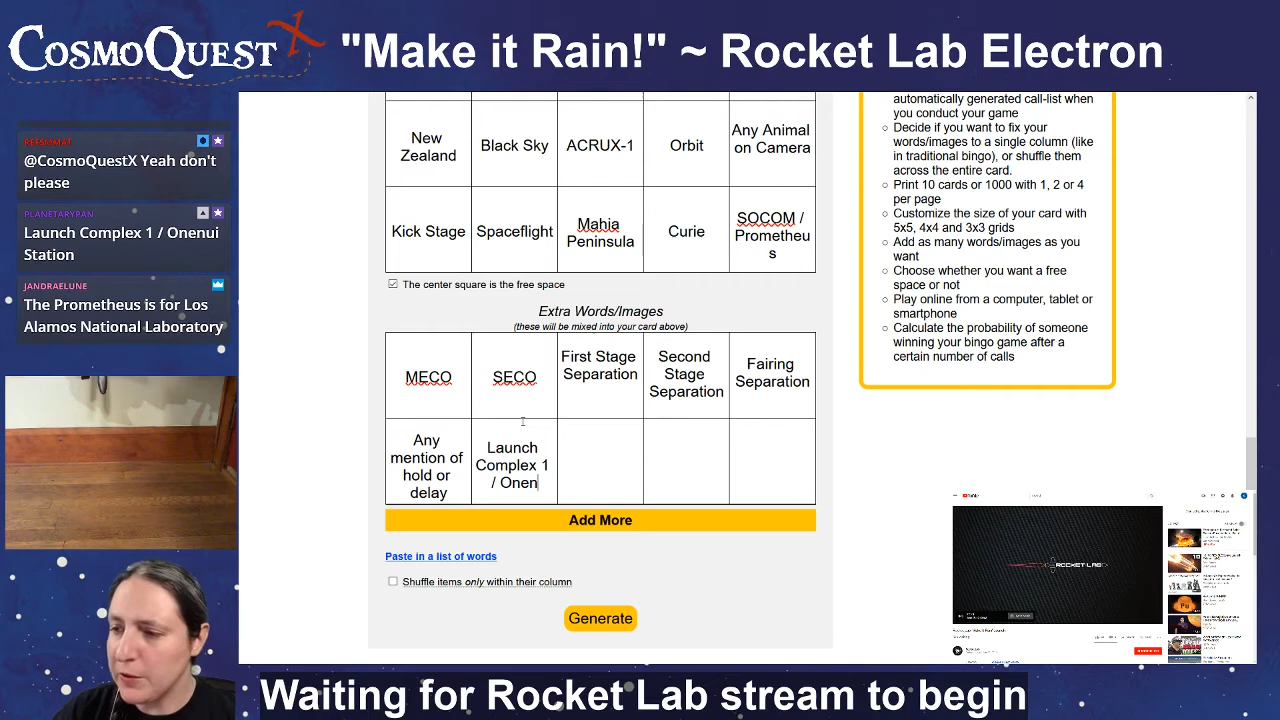 COSMOQUEST X
"Make it Rain!" ~ Rocket Lab Electron
REFSMMAT
@CosmoQuestX Yeah don't
please
PLANETARYPAN
Launch Complex 1 / Onenui
Station
JANDRAELUNE
The Prometheus is for Los
Alamos National Laboratory
New
Zealand
Black Sky
ACRUX-1
Orbit
Any Animal
on Camera
Kick Stage
Spaceflight
Mahia
Peninsula
Curie
SOCOM /
Prometheu
s
The center square is the free space
Extra Words/Images
(these will be mixed into your card above)
MECO
SECO
First Stage
Separation
Second
Stage
Separation
Fairing
Separation
Any
mention of
hold or
delay
Launch
Complex 1
/ Onen
Add More
Paste in a list of words
Shuffle items only within their column
Generate
automatically generated call-list when
you conduct your game
Decide if you want to fix your
words/images to a single column (like
in traditional bingo), or shuffle them
across the entire card.
Print 10 cards or 1000 with 1, 2 or 4
per page
Customize the size of your card with
5x5, 4x4 and 3x3 grids
Add as many words/images as you
want
Choose whether you want a free
space or not
Play online from a computer, tablet or
smartphone
Calculate the probability of someone
winning your bingo game after a
certain number of calls
ROCKET LAB
Waiting for Rocket Lab stream to begin